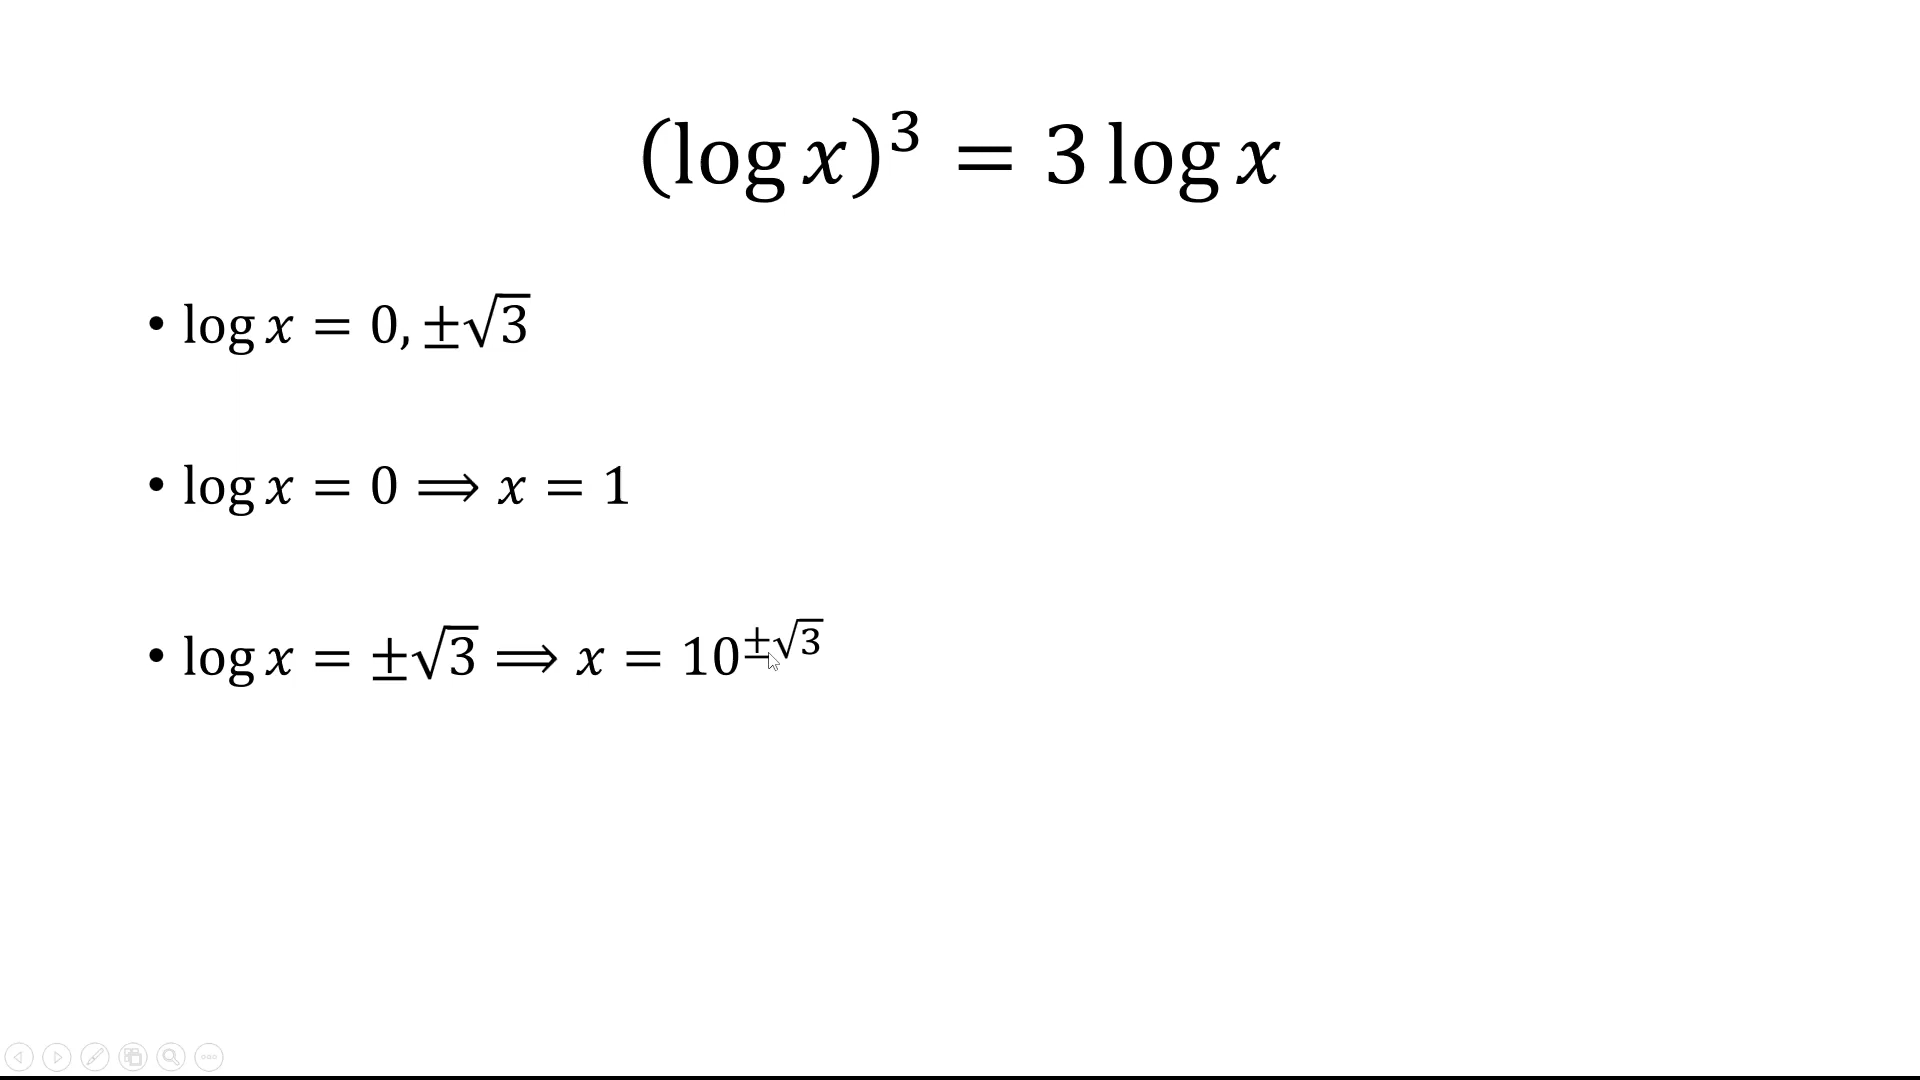 (log x)³ = 3 log x
• log x = 0, ±√3
• log x = 0 ⟹ x = 1
• log x = ±√3 ⟹ x = 10^{±√3}